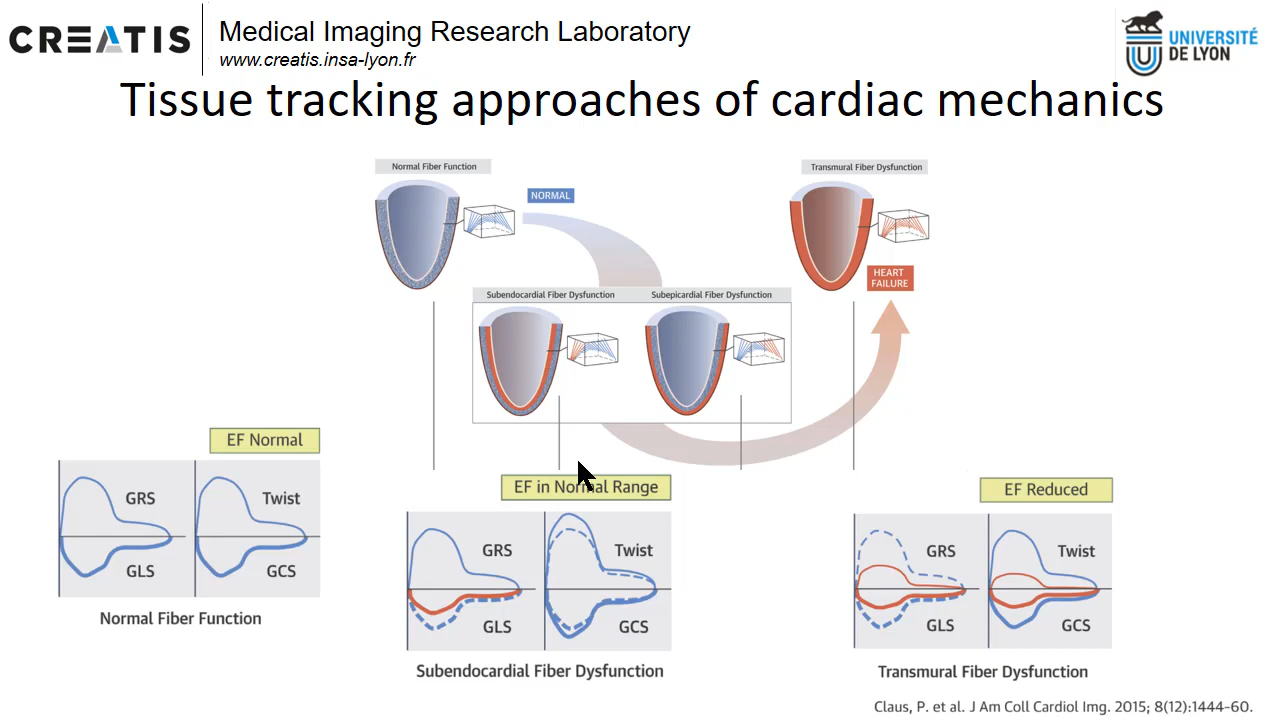 CREATIS
Medical Imaging Research Laboratory
www.creatis.insa-lyon.fr
UNIVERSITÉ
DE LYON
Tissue tracking approaches of cardiac mechanics
Normal Fiber Function
NORMAL
Transmural Fiber Dysfunction
HEART
FAILURE
Subendocardial Fiber Dysfunction
Subepicardial Fiber Dysfunction
EF Normal
GRS
Twist
GLS
GCS
Normal Fiber Function
EF in Normal Range
GRS
Twist
GLS
GCS
Subendocardial Fiber Dysfunction
EF Reduced
GRS
Twist
GLS
GCS
Transmural Fiber Dysfunction
Claus, P. et al. J Am Coll Cardiol Img. 2015; 8(12):1444-60.